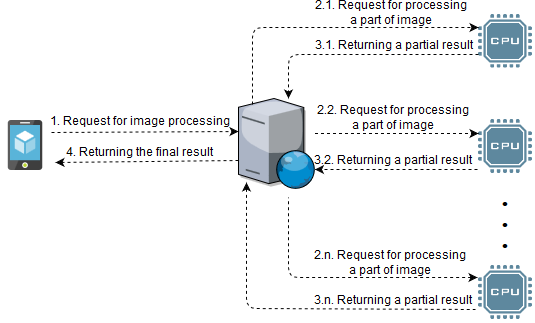 2.1. Request for processing
a part of image
CPU
3.1. Returning a partial result
1. Request for image processing
2.2. Request for processing
a part of image
CPU
4. Returning the final result
3.2. Returning a partial result
2.n. Request for processing
a part of image
CPU
3.n. Returning a partial result